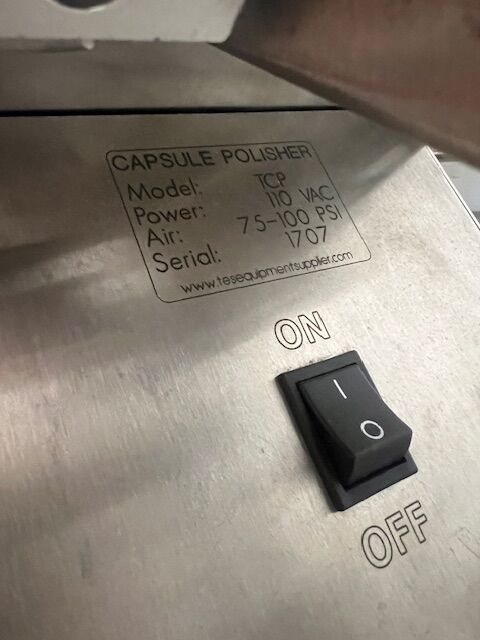 CAPSULE POLISHER
Model: TCP
Power: 110 VAC
Air: 75-100 PSI
Serial: 1707
www.tesequipmentsupplier.com
ON
I
O
OFF